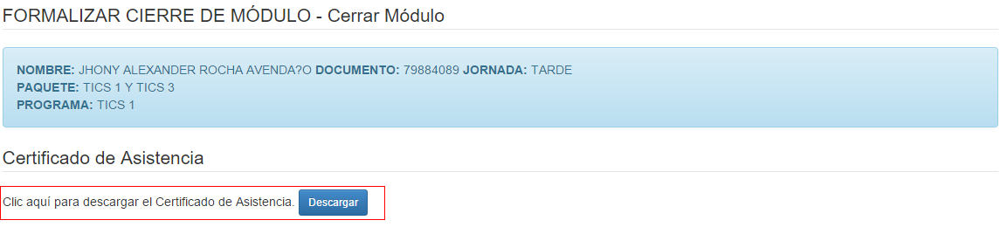 FORMALIZAR CIERRE DE MÓDULO - Cerrar Módulo
NOMBRE: JHONY ALEXANDER ROCHA AVENDA?O DOCUMENTO: 79884089 JORNADA: TARDE
PAQUETE: TICS 1 Y TICS 3
PROGRAMA: TICS 1
Certificado de Asistencia
Clic aquí para descargar el Certificado de Asistencia. Descargar